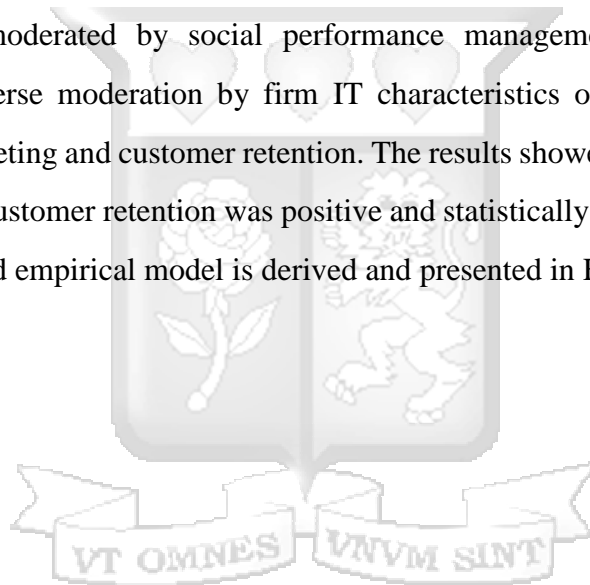 moderated by social performance manageme
erse moderation by firm IT characteristics o
eting and customer retention. The results showe
ustomer retention was positive and statistically
d empirical model is derived and presented in
VT OMNES VNVM SINT